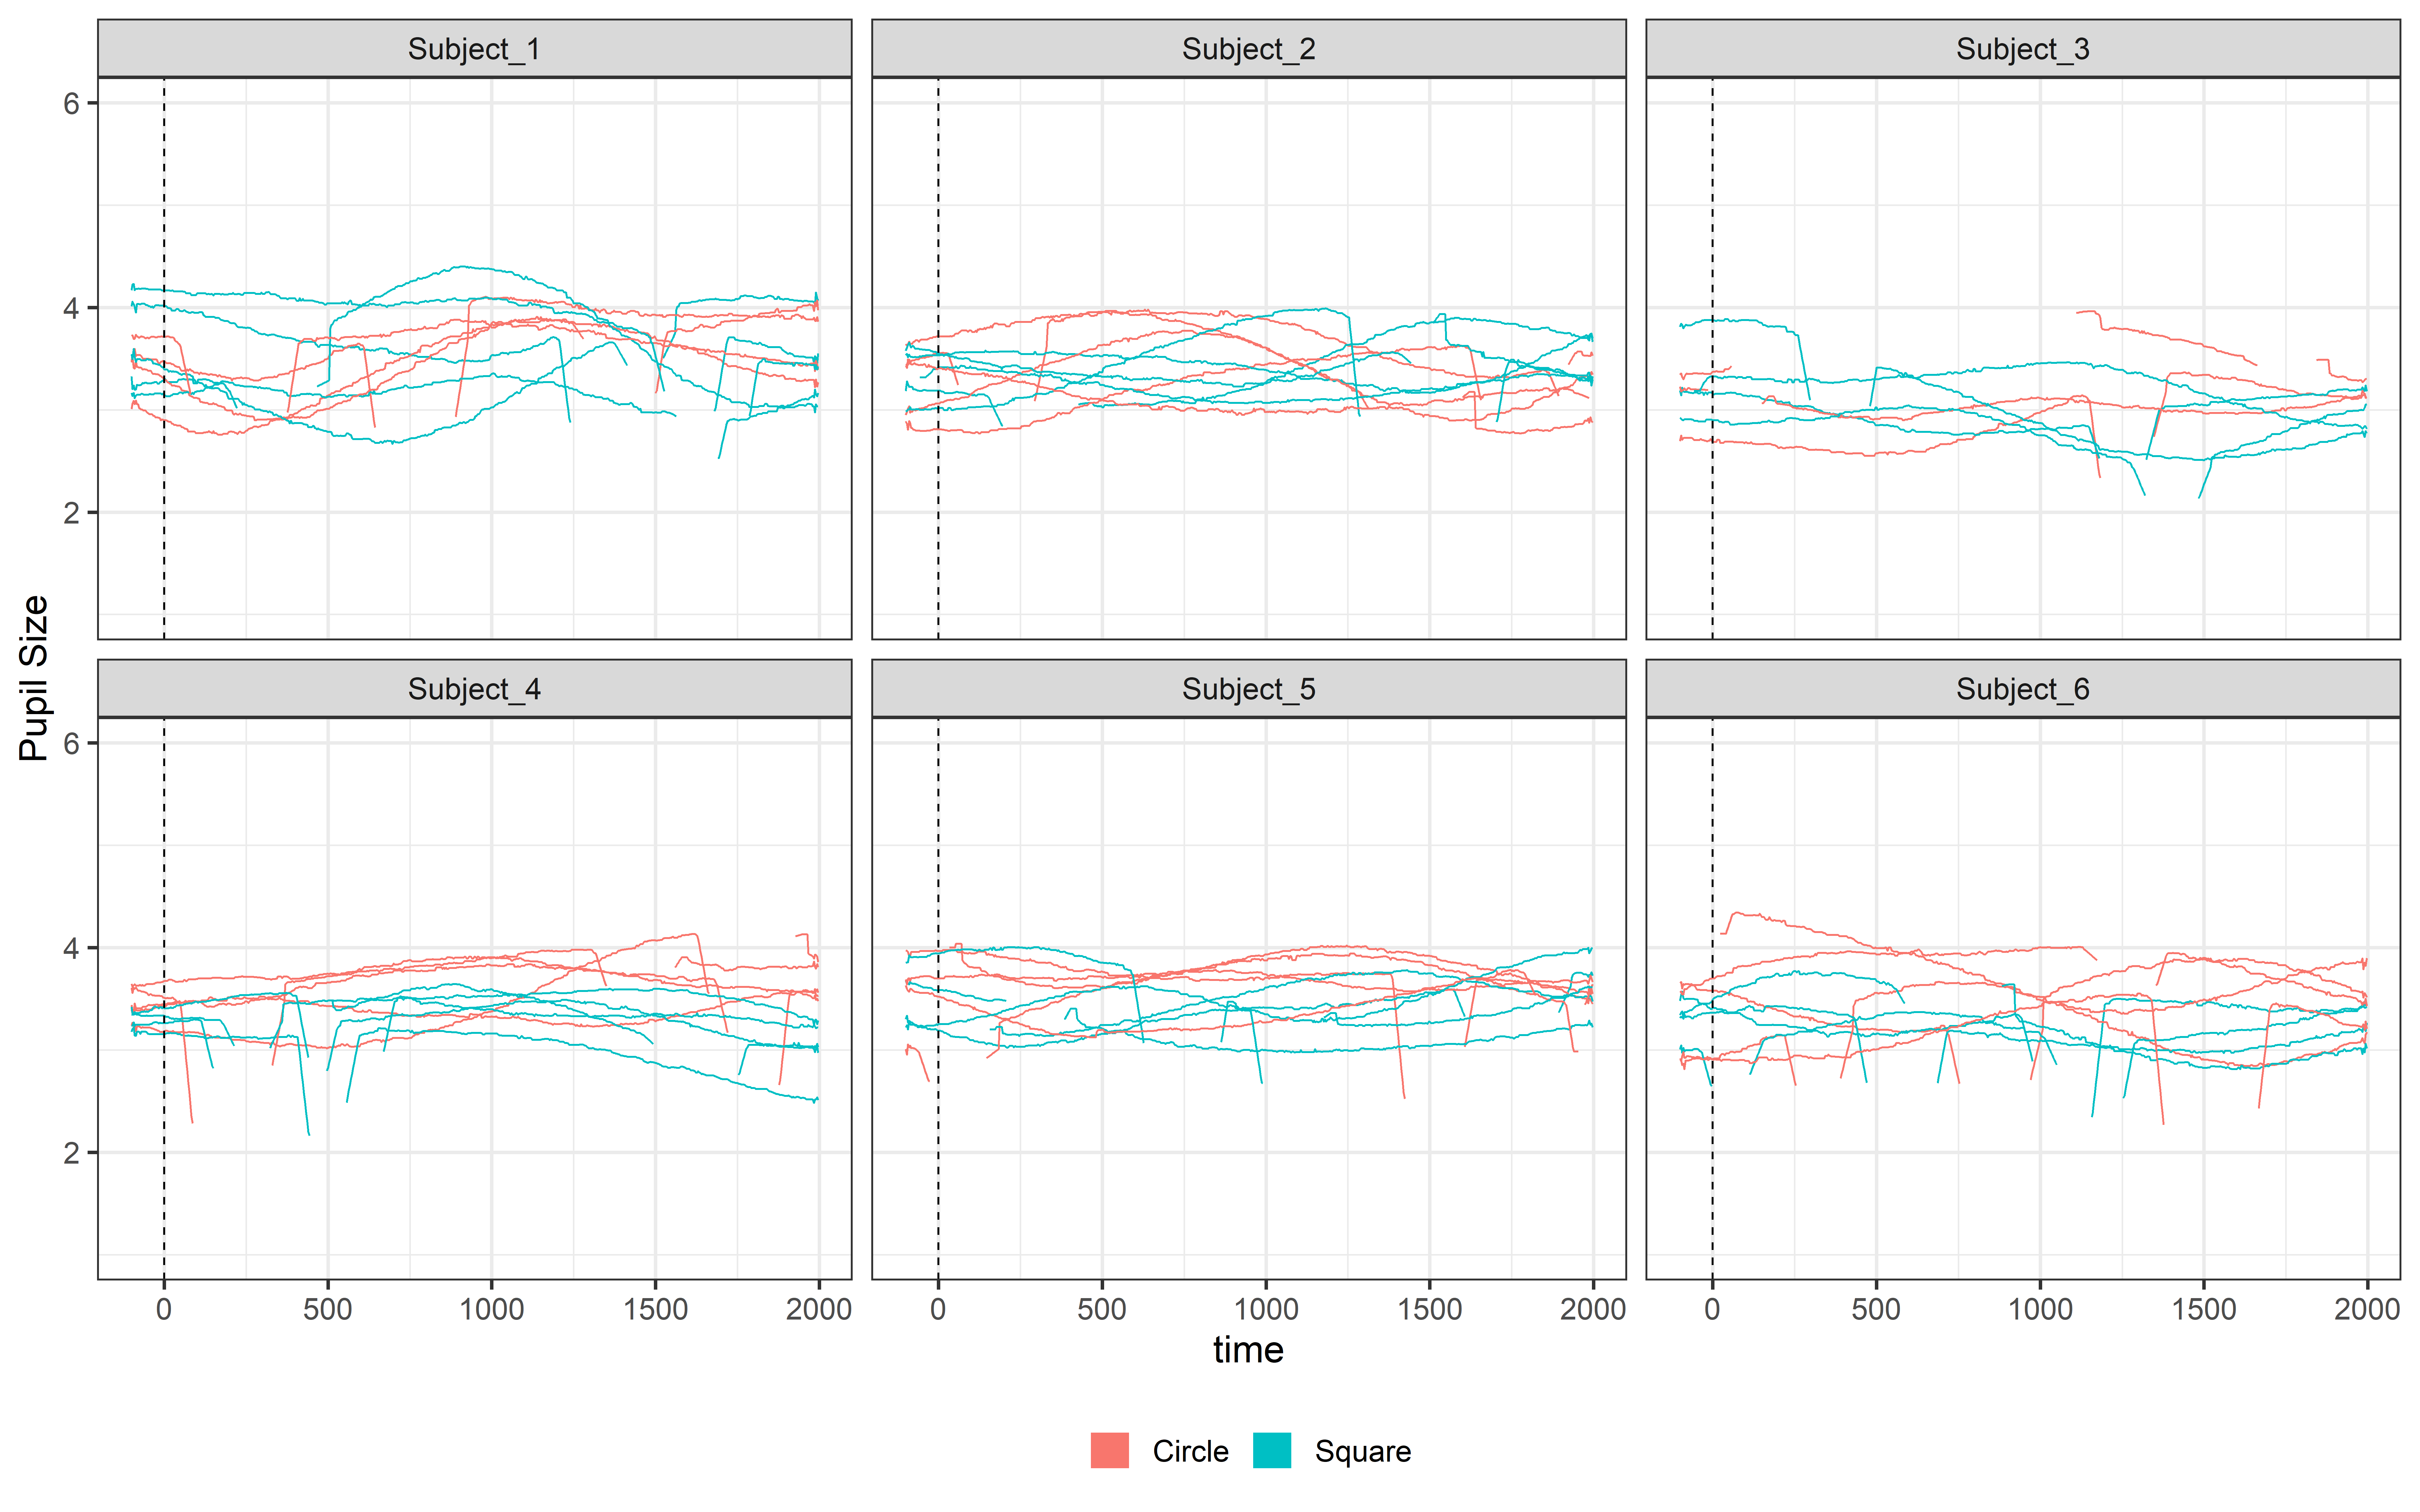 Subject_1 Subject_2 Subject_3
6
4
2
Subject_4 Subject_5 Subject_6
6
4
2
Pupil Size
0 500 1000 1500 2000 0 500 1000 1500 2000 0 500 1000 1500 2000
time
Circle Square